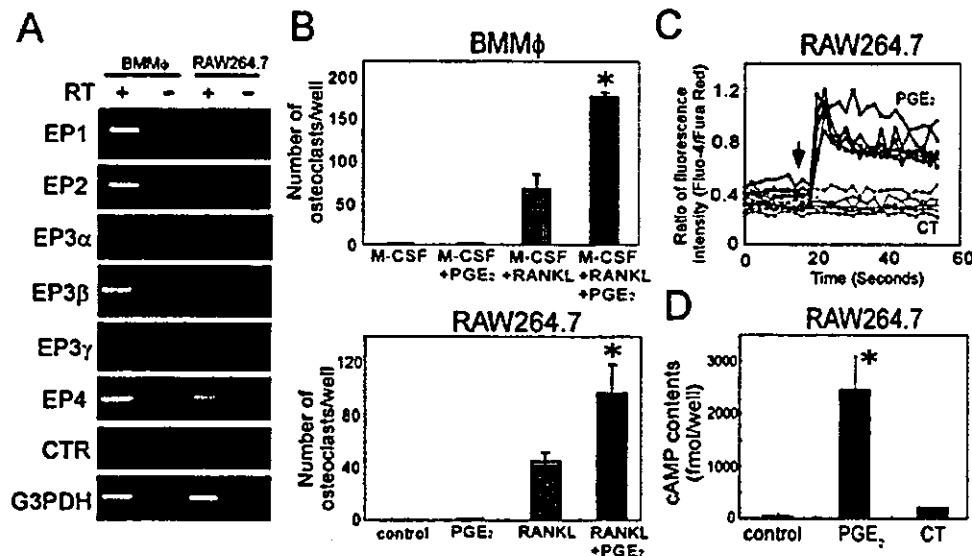 A
BMMφ RAW264.7
RT + - + -
EP1
EP2
EP3α
EP3β
EP3γ
EP4
CTR
G3PDH
B
BMMφ
Number of osteoclasts/well
200
150
100
50
0
*
M-CSF
M-CSF +PGE₂
M-CSF +RANKL
M-CSF +RANKL +PGE₂
RAW264.7
Number of osteoclasts/well
120
80
40
0
*
control
PGE₂
RANKL
RANKL +PGE₂
C
RAW264.7
Ratio of fluorescence intensity (Fluo-4/Fura Red)
1.2
0.8
0.4
0
PGE₂
CT
0 20 40 60
Time (Seconds)
D
RAW264.7
cAMP contents (fmol/well)
3000
2000
1000
0
*
control
PGE₂
CT